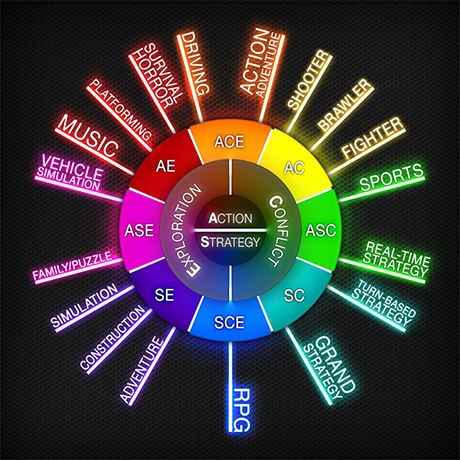 DRIVING
ACTION
ADVENTURE
SHOOTER
BRAWLER
FIGHTER
SPORTS
REAL-TIME
STRATEGY
TURN-BASED
STRATEGY
GRAND
STRATEGY
RPG
ADVENTURE
CONSTRUCTION
SIMULATION
FAMILY/PUZZLE
VEHICLE
SIMULATION
MUSIC
PLATFORMING
SURVIVAL
HORROR
ACE
AC
ASC
SC
SCE
SE
ASE
AE
EXPLORATION
CONFLICT
ACTION
A S
STRATEGY
E
C